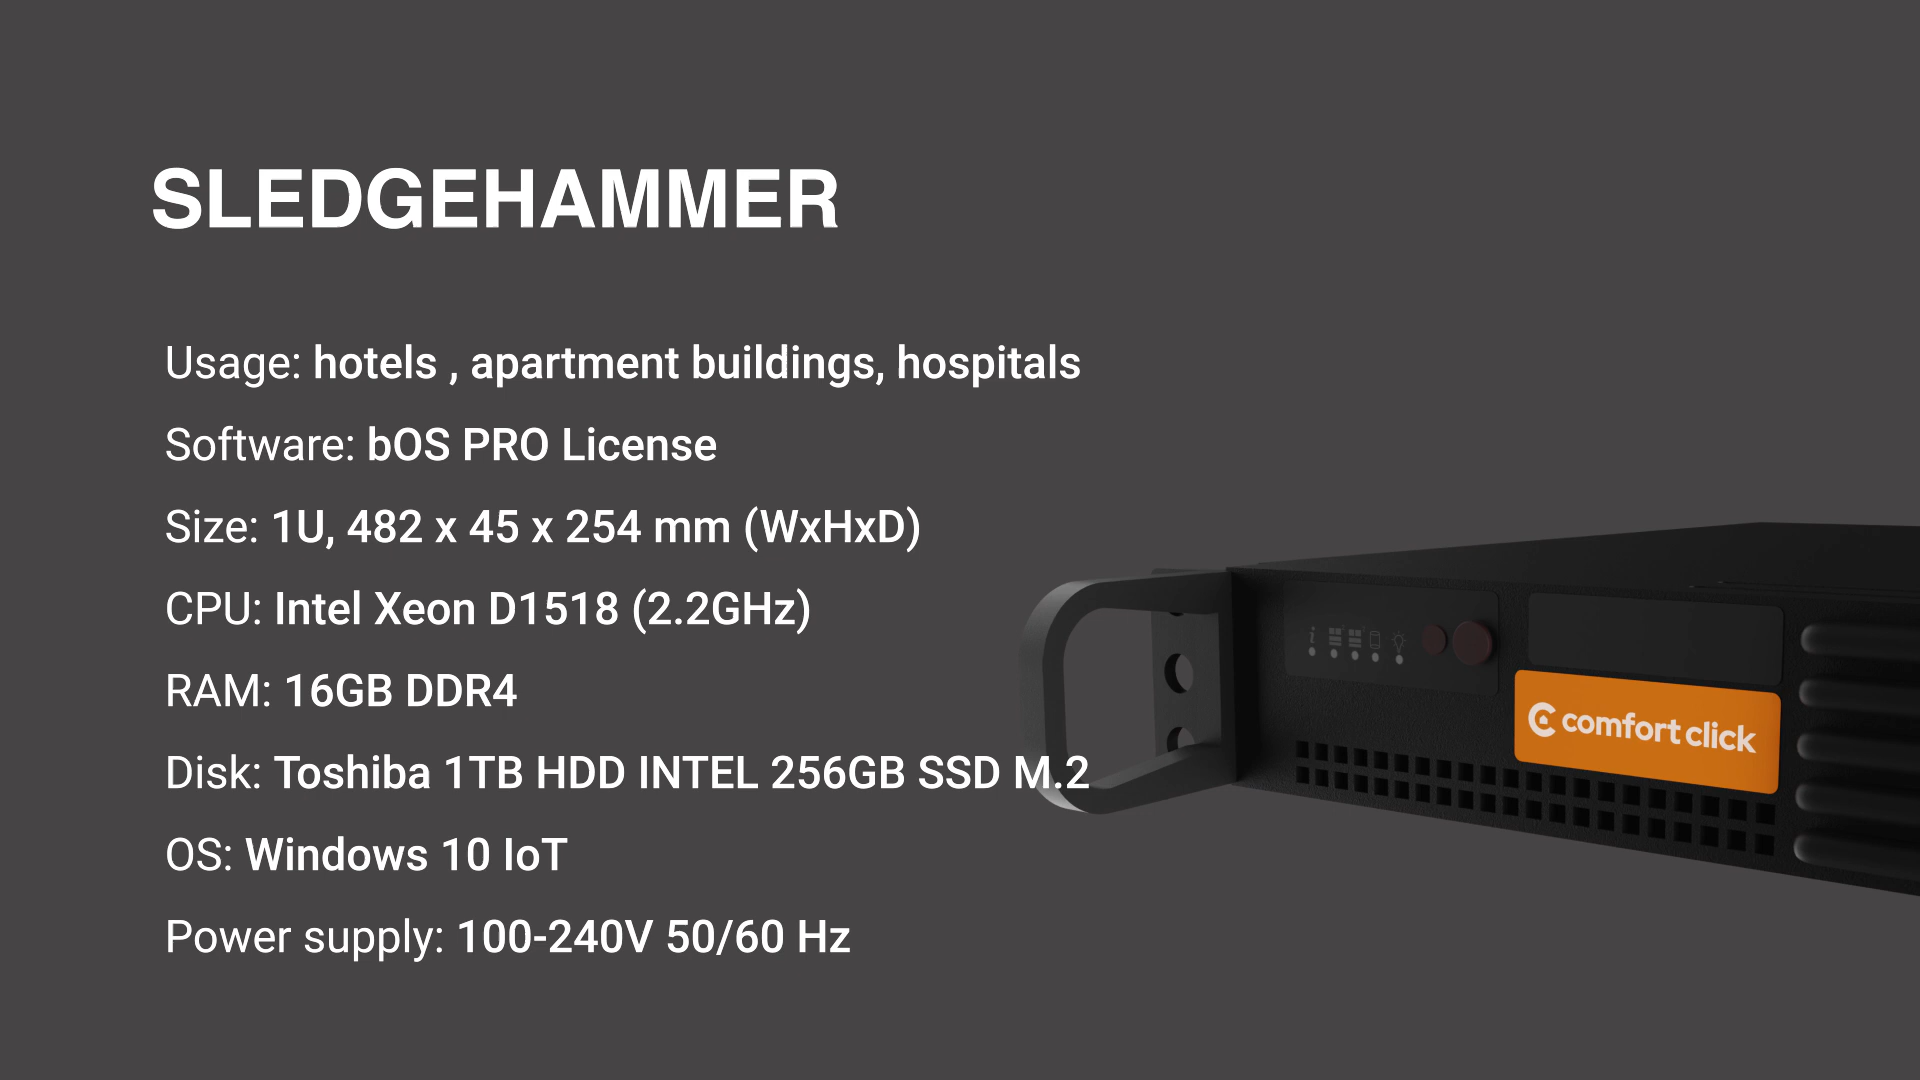 SLEDGEHAMMER
Usage: hotels , apartment buildings, hospitals
Software: bOS PRO License
Size: 1U, 482 x 45 x 254 mm (WxHxD)
CPU: Intel Xeon D1518 (2.2GHz)
RAM: 16GB DDR4
Disk: Toshiba 1TB HDD INTEL 256GB SSD M.2
OS: Windows 10 IoT
Power supply: 100-240V 50/60 Hz
comfort click